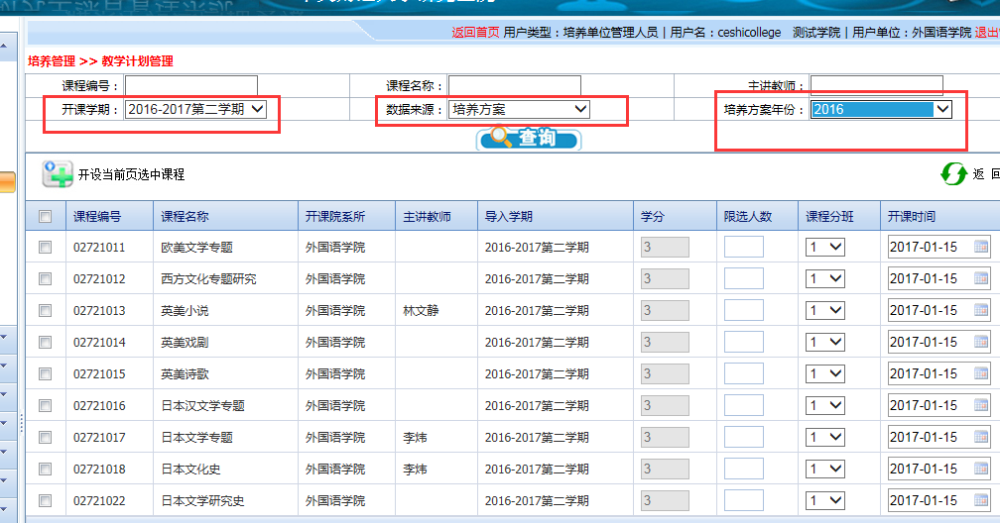 返回首页 用户类型：培养单位管理人员 | 用户名：ceshicollege 测试学院 | 用户单位：外国语学院 退出
培养管理 >> 教学计划管理
课程编号： 课程名称： 主讲教师：
开课学期： 2016-2017第二学期 数据来源： 培养方案 培养方案年份： 2016
查询
开设当前页选中课程 返 回
课程编号 课程名称 开课院系所 主讲教师 导入学期 学分 限选人数 课程分班 开课时间
02721011 欧美文学专题 外国语学院 2016-2017第二学期 3 1 2017-01-15
02721012 西方文化专题研究 外国语学院 2016-2017第二学期 3 1 2017-01-15
02721013 英美小说 外国语学院 林文静 2016-2017第二学期 3 1 2017-01-15
02721014 英美戏剧 外国语学院 2016-2017第二学期 3 1 2017-01-15
02721015 英美诗歌 外国语学院 2016-2017第二学期 3 1 2017-01-15
02721016 日本汉文学专题 外国语学院 2016-2017第二学期 3 1 2017-01-15
02721017 日本文学专题 外国语学院 李炜 2016-2017第二学期 3 1 2017-01-15
02721018 日本文化史 外国语学院 李炜 2016-2017第二学期 3 1 2017-01-15
02721022 日本文学研究史 外国语学院 2016-2017第二学期 3 1 2017-01-15